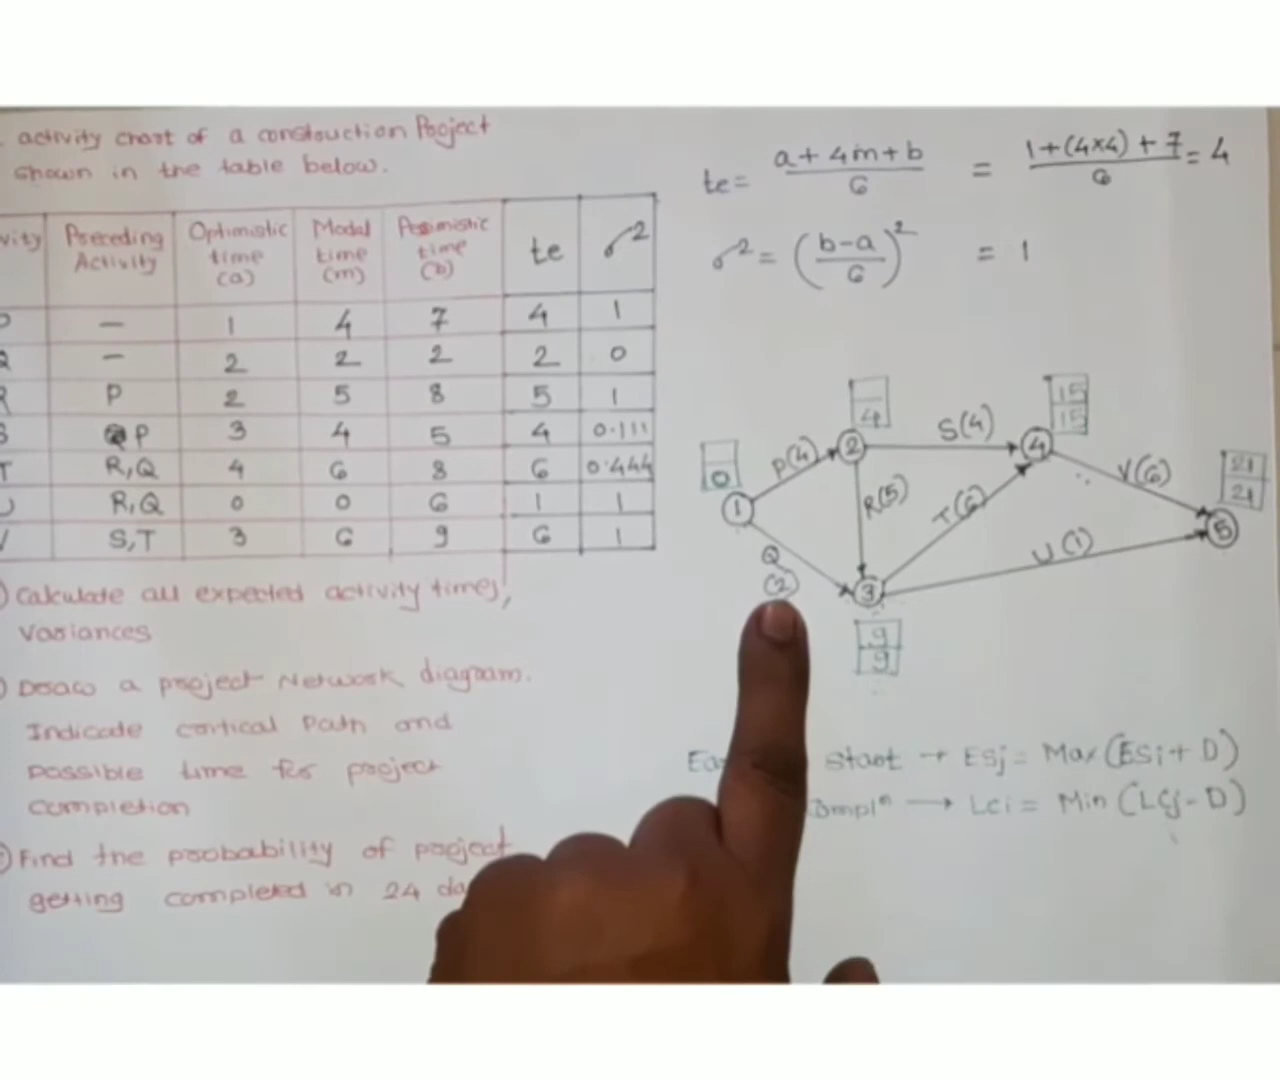 activity chart of a construction Project
shown in the table below.
vity Preceding Activity Optimistic time (a) Modal time (m) Pessimistic time (b) te σ²
P — 1 4 7 4 1
Q — 2 2 2 2 0
R P 2 5 8 5 1
S P 3 4 5 4 0.111
T R,Q 4 6 8 6 0.444
U R,Q 0 0 6 1 1
V S,T 3 6 9 6 1
Calculate all expected activity times,
variances
Draw a project Network diagram.
Indicate cortical Path and
possible time for project
completion
Find the probability of project
getting completed in 24 da
te = a+4m+b / 6 = 1+(4×4)+7 / 6 = 4
σ² = (b-a / 6)² = 1
4
15
15
S(4)
0
P(4)
2
4
V(6)
21
21
1
R(5)
T(6)
5
Q
(2)
3
U(1)
9
9
Ea start → ESj = Max(ESi + D)
ompln → Lci = Min (LCj - D)